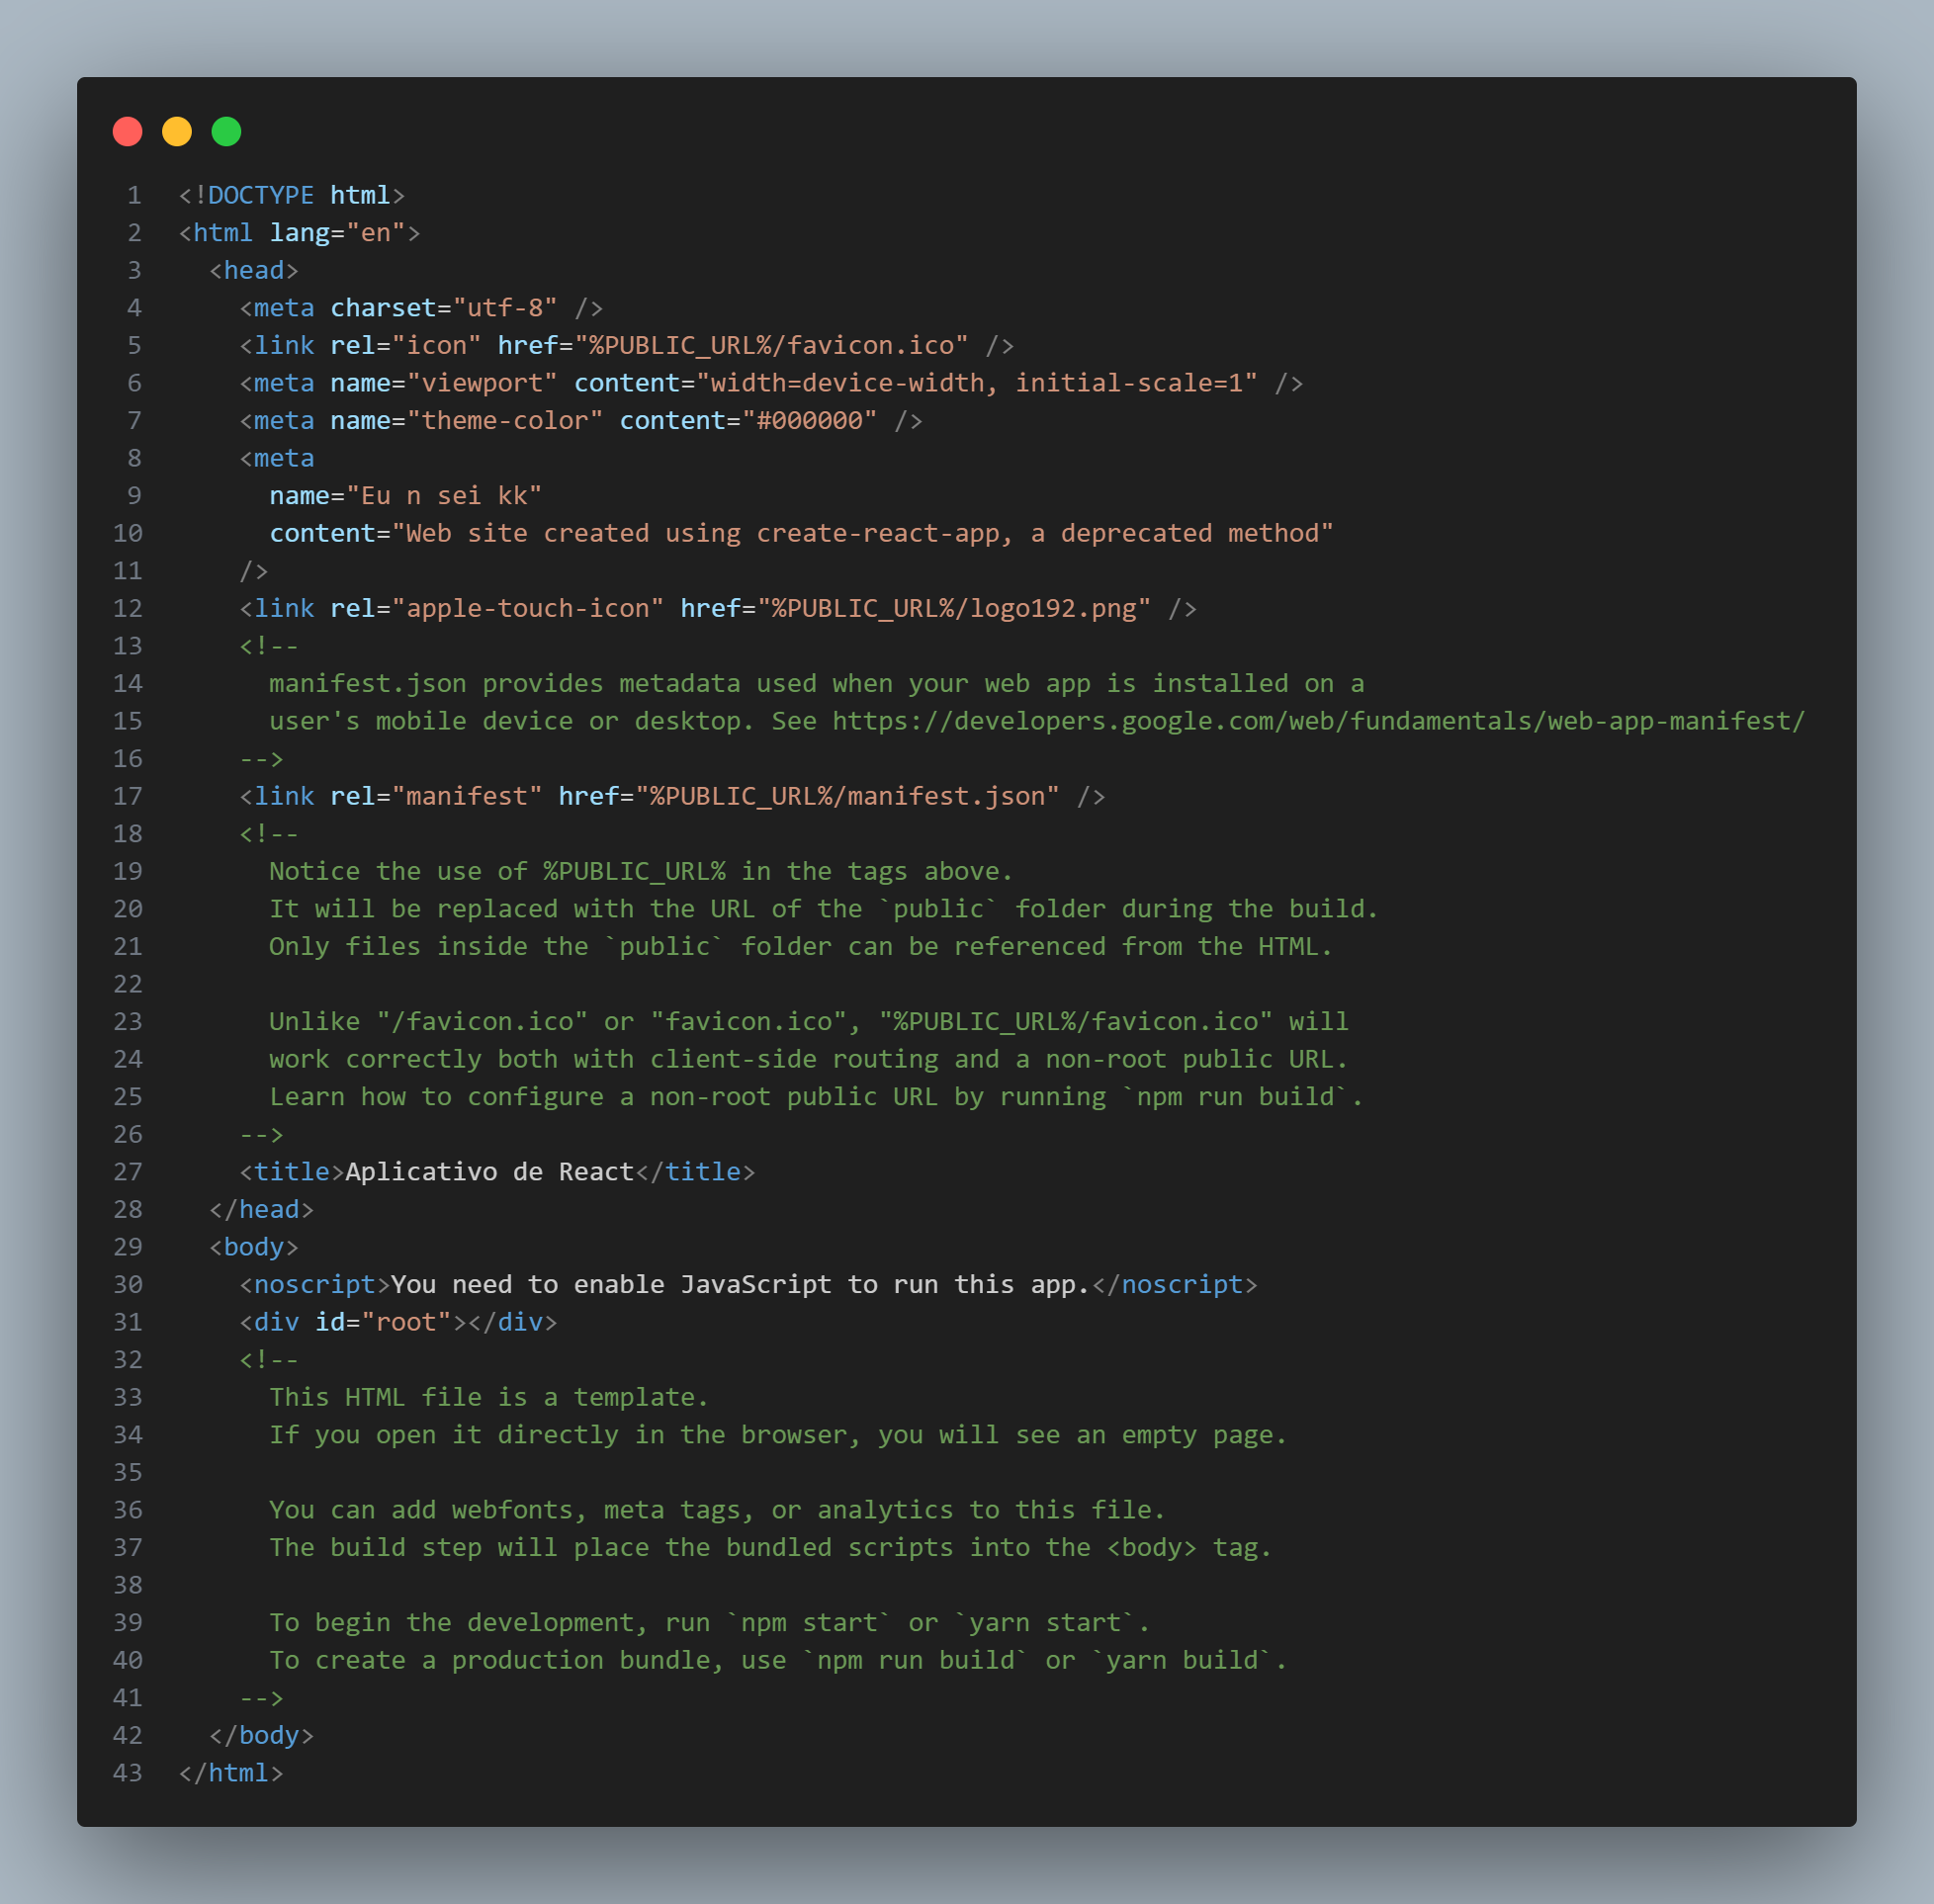 1 <!DOCTYPE html>
2 <html lang="en">
3   <head>
4     <meta charset="utf-8" />
5     <link rel="icon" href="%PUBLIC_URL%/favicon.ico" />
6     <meta name="viewport" content="width=device-width, initial-scale=1" />
7     <meta name="theme-color" content="#000000" />
8     <meta
9       name="Eu n sei kk"
10       content="Web site created using create-react-app, a deprecated method"
11     />
12     <link rel="apple-touch-icon" href="%PUBLIC_URL%/logo192.png" />
13     <!--
14       manifest.json provides metadata used when your web app is installed on a
15       user's mobile device or desktop. See https://developers.google.com/web/fundamentals/web-app-manifest/
16     -->
17     <link rel="manifest" href="%PUBLIC_URL%/manifest.json" />
18     <!--
19       Notice the use of %PUBLIC_URL% in the tags above.
20       It will be replaced with the URL of the `public` folder during the build.
21       Only files inside the `public` folder can be referenced from the HTML.
22
23       Unlike "/favicon.ico" or "favicon.ico", "%PUBLIC_URL%/favicon.ico" will
24       work correctly both with client-side routing and a non-root public URL.
25       Learn how to configure a non-root public URL by running `npm run build`.
26     -->
27     <title>Aplicativo de React</title>
28   </head>
29   <body>
30     <noscript>You need to enable JavaScript to run this app.</noscript>
31     <div id="root"></div>
32     <!--
33       This HTML file is a template.
34       If you open it directly in the browser, you will see an empty page.
35
36       You can add webfonts, meta tags, or analytics to this file.
37       The build step will place the bundled scripts into the <body> tag.
38
39       To begin the development, run `npm start` or `yarn start`.
40       To create a production bundle, use `npm run build` or `yarn build`.
41     -->
42   </body>
43 </html>